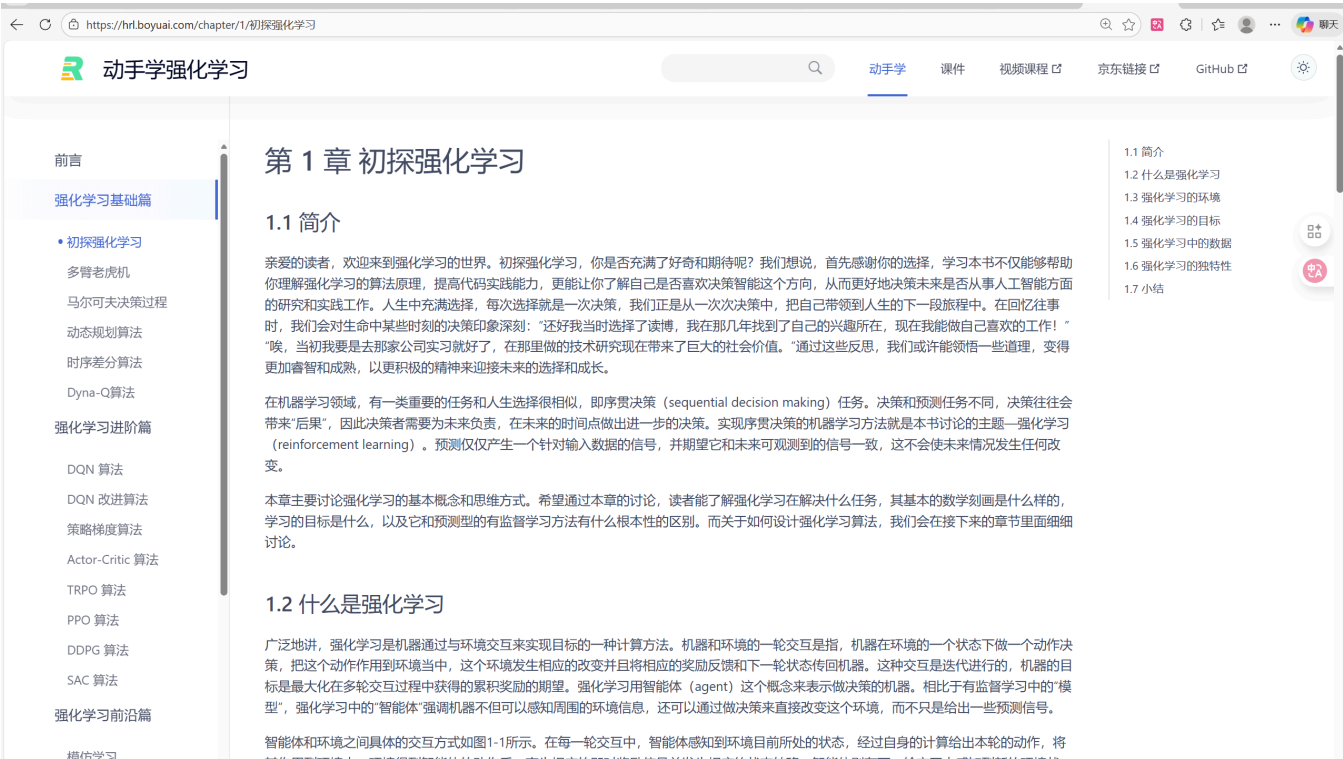 https://hrl.boyuai.com/chapter/1/初探强化学习
聊天
动手学强化学习
动手学
课件
视频课程
京东链接
GitHub
前言
强化学习基础篇
初探强化学习
多臂老虎机
马尔可夫决策过程
动态规划算法
时序差分算法
Dyna-Q算法
强化学习进阶篇
DQN 算法
DQN 改进算法
策略梯度算法
Actor-Critic 算法
TRPO 算法
PPO 算法
DDPG 算法
SAC 算法
强化学习前沿篇
模仿学习
第 1 章 初探强化学习
1.1 简介
亲爱的读者，欢迎来到强化学习的世界。初探强化学习，你是否充满了好奇和期待呢？我们想说，首先感谢你的选择，学习本书不仅能够帮助
你理解强化学习的算法原理，提高代码实践能力，更能让你了解自己是否喜欢决策智能这个方向，从而更好地决策未来是否从事人工智能方面
的研究和实践工作。人生中充满选择，每次选择就是一次决策，我们正是从一次次决策中，把自己带领到人生的下一段旅程中。在回忆往事
时，我们会对生命中某些时刻的决策印象深刻：“还好我当时选择了读博，我在那几年找到了自己的兴趣所在，现在我能做自己喜欢的工作！”
“唉，当初我要是去那家公司实习就好了，在那里做的技术研究现在带来了巨大的社会价值。”通过这些反思，我们或许能领悟一些道理，变得
更加睿智和成熟，以更积极的精神来迎接未来的选择和成长。
在机器学习领域，有一类重要的任务和人生选择很相似，即序贯决策（sequential decision making）任务。决策和预测任务不同，决策往往会
带来“后果”，因此决策者需要为未来负责，在未来的时间点做出进一步的决策。实现序贯决策的机器学习方法就是本书讨论的主题—强化学习
（reinforcement learning）。预测仅仅产生一个针对输入数据的信号，并期望它和未来可观测到的信号一致，这不会使未来情况发生任何改
变。
本章主要讨论强化学习的基本概念和思维方式。希望通过本章的讨论，读者能了解强化学习在解决什么任务，其基本的数学刻画是什么样的，
学习的目标是什么，以及它和预测型的有监督学习方法有什么根本性的区别。而关于如何设计强化学习算法，我们会在接下来的章节里面细细
讨论。
1.2 什么是强化学习
广泛地讲，强化学习是机器通过与环境交互来实现目标的一种计算方法。机器和环境的一轮交互是指，机器在环境的一个状态下做一个动作决
策，把这个动作作用到环境当中，这个环境发生相应的改变并且将相应的奖励反馈和下一轮状态传回机器。这种交互是迭代进行的，机器的目
标是最大化在多轮交互过程中获得的累积奖励的期望。强化学习用智能体（agent）这个概念来表示做决策的机器。相比于有监督学习中的“模
型”，强化学习中的“智能体”强调机器不但可以感知周围的环境信息，还可以通过做决策来直接改变这个环境，而不只是给出一些预测信号。
智能体和环境之间具体的交互方式如图1-1所示。在每一轮交互中，智能体感知到环境目前所处的状态，经过自身的计算给出本轮的动作，将
1.1 简介
1.2 什么是强化学习
1.3 强化学习的环境
1.4 强化学习的目标
1.5 强化学习中的数据
1.6 强化学习的独特性
1.7 小结